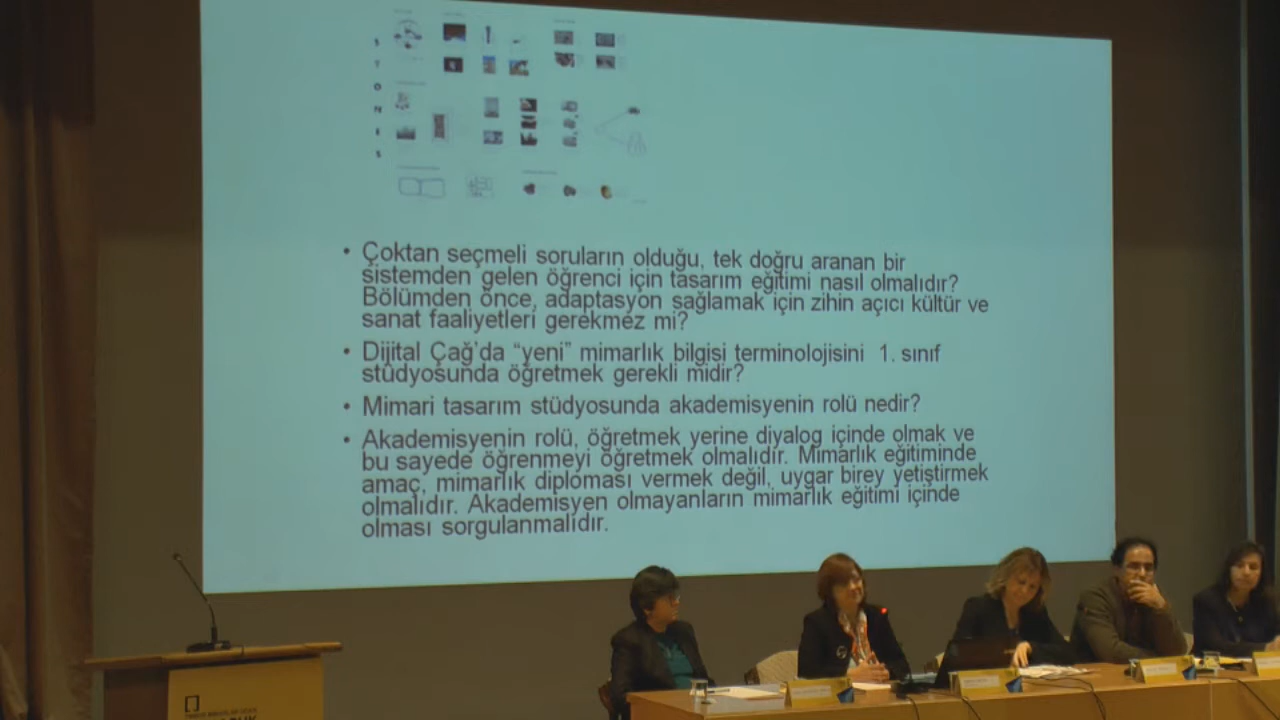 STONES
• Çoktan seçmeli soruların olduğu, tek doğru aranan bir
sistemden gelen öğrenci için tasarım eğitimi nasıl olmalıdır?
Bölümden önce, adaptasyon sağlamak için zihin açıcı kültür ve
sanat faaliyetleri gerekmez mi?
• Dijital Çağ'da "yeni" mimarlık bilgisi terminolojisini 1. sınıf
stüdyosunda öğretmek gerekli midir?
• Mimari tasarım stüdyosunda akademisyenin rolü nedir?
• Akademisyenin rolü, öğretmek yerine diyalog içinde olmak ve
bu sayede öğrenmeyi öğretmek olmalıdır. Mimarlık eğitiminde
amaç, mimarlık diploması vermek değil, uygar birey yetiştirmek
olmalıdır. Akademisyen olmayanların mimarlık eğitimi içinde
olması sorgulanmalıdır.